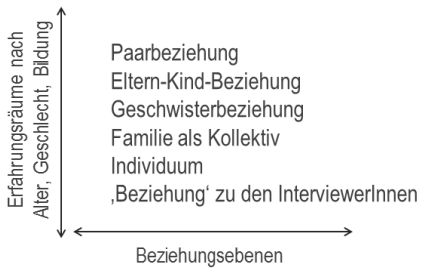 Erfahrungsräume nach
Alter, Geschlecht, Bildung
Paarbeziehung
Eltern-Kind-Beziehung
Geschwisterbeziehung
Familie als Kollektiv
Individuum
‚Beziehung‘ zu den InterviewerInnen
Beziehungsebenen